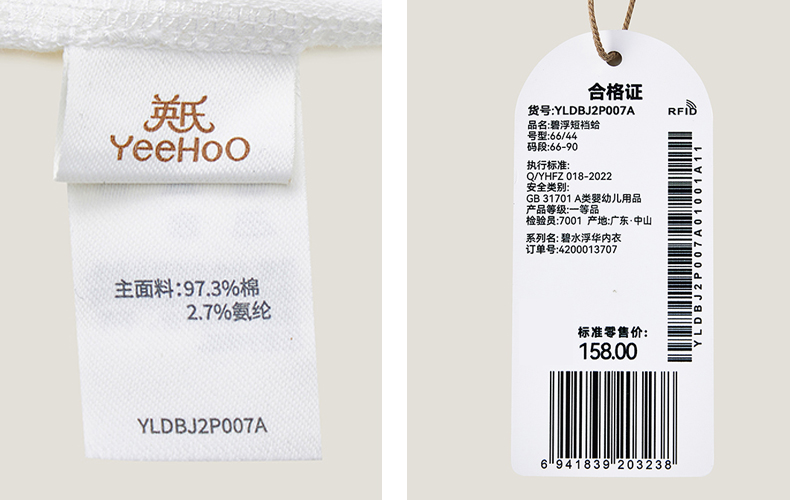 英氏
YeeHoO
主面料:97.3%棉
2.7%氨纶
YLDBJ2P007A
合格证
货号:YLDBJ2P007A
RFID
品名:碧浮短裆蛤
号型:66/44
码段:66-90
执行标准:
Q/YHFZ 018-2022
安全类别:
GB 31701 A类婴幼儿用品
产品等级:一等品
检验员:7001 产地:广东·中山
系列名: 碧水浮华内衣
订单号:4200013707
标准零售价:
158.00
YLDBJ2P007A01001A11
6 941839 203238